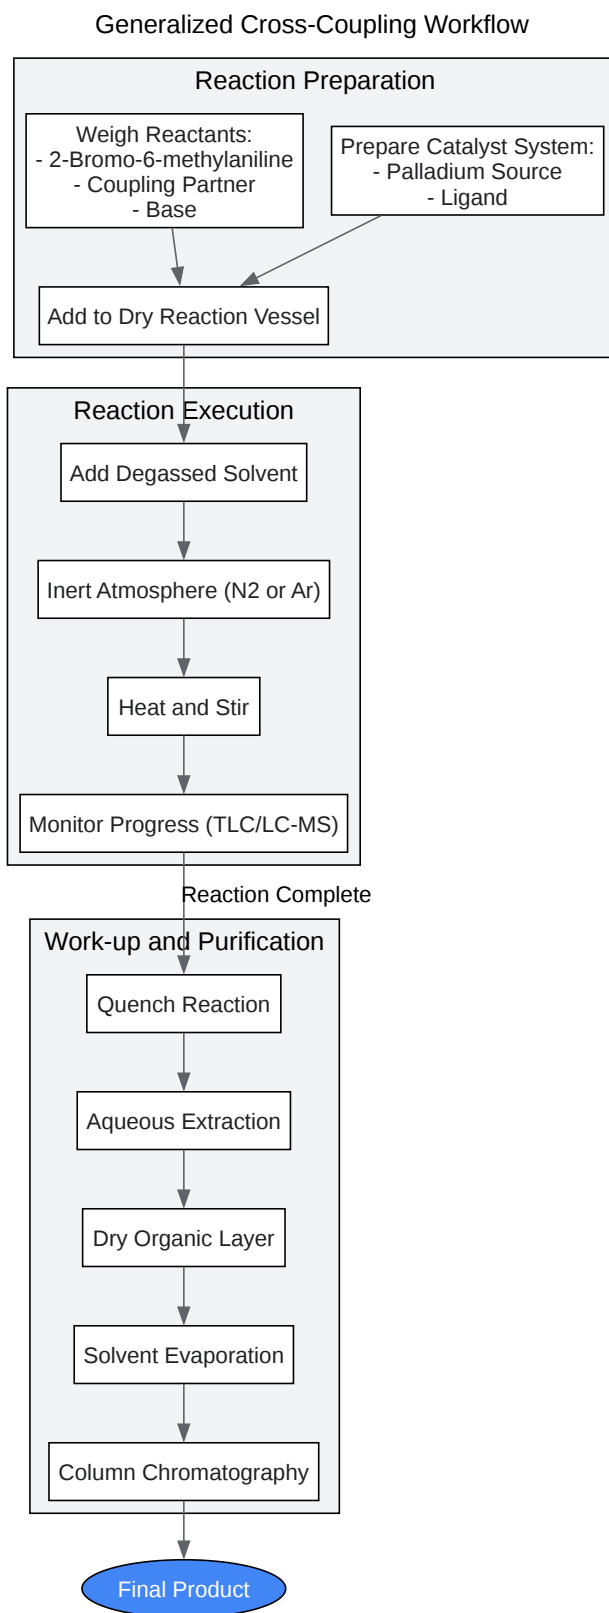 Generalized Cross-Coupling Workflow
Reaction Preparation
Weigh Reactants:
- 2-Bromo-6-methylaniline
- Coupling Partner
- Base
Prepare Catalyst System:
- Palladium Source
- Ligand
Add to Dry Reaction Vessel
Reaction Execution
Add Degassed Solvent
Inert Atmosphere (N2 or Ar)
Heat and Stir
Monitor Progress (TLC/LC-MS)
Reaction Complete
Work-up and Purification
Quench Reaction
Aqueous Extraction
Dry Organic Layer
Solvent Evaporation
Column Chromatography
Final Product